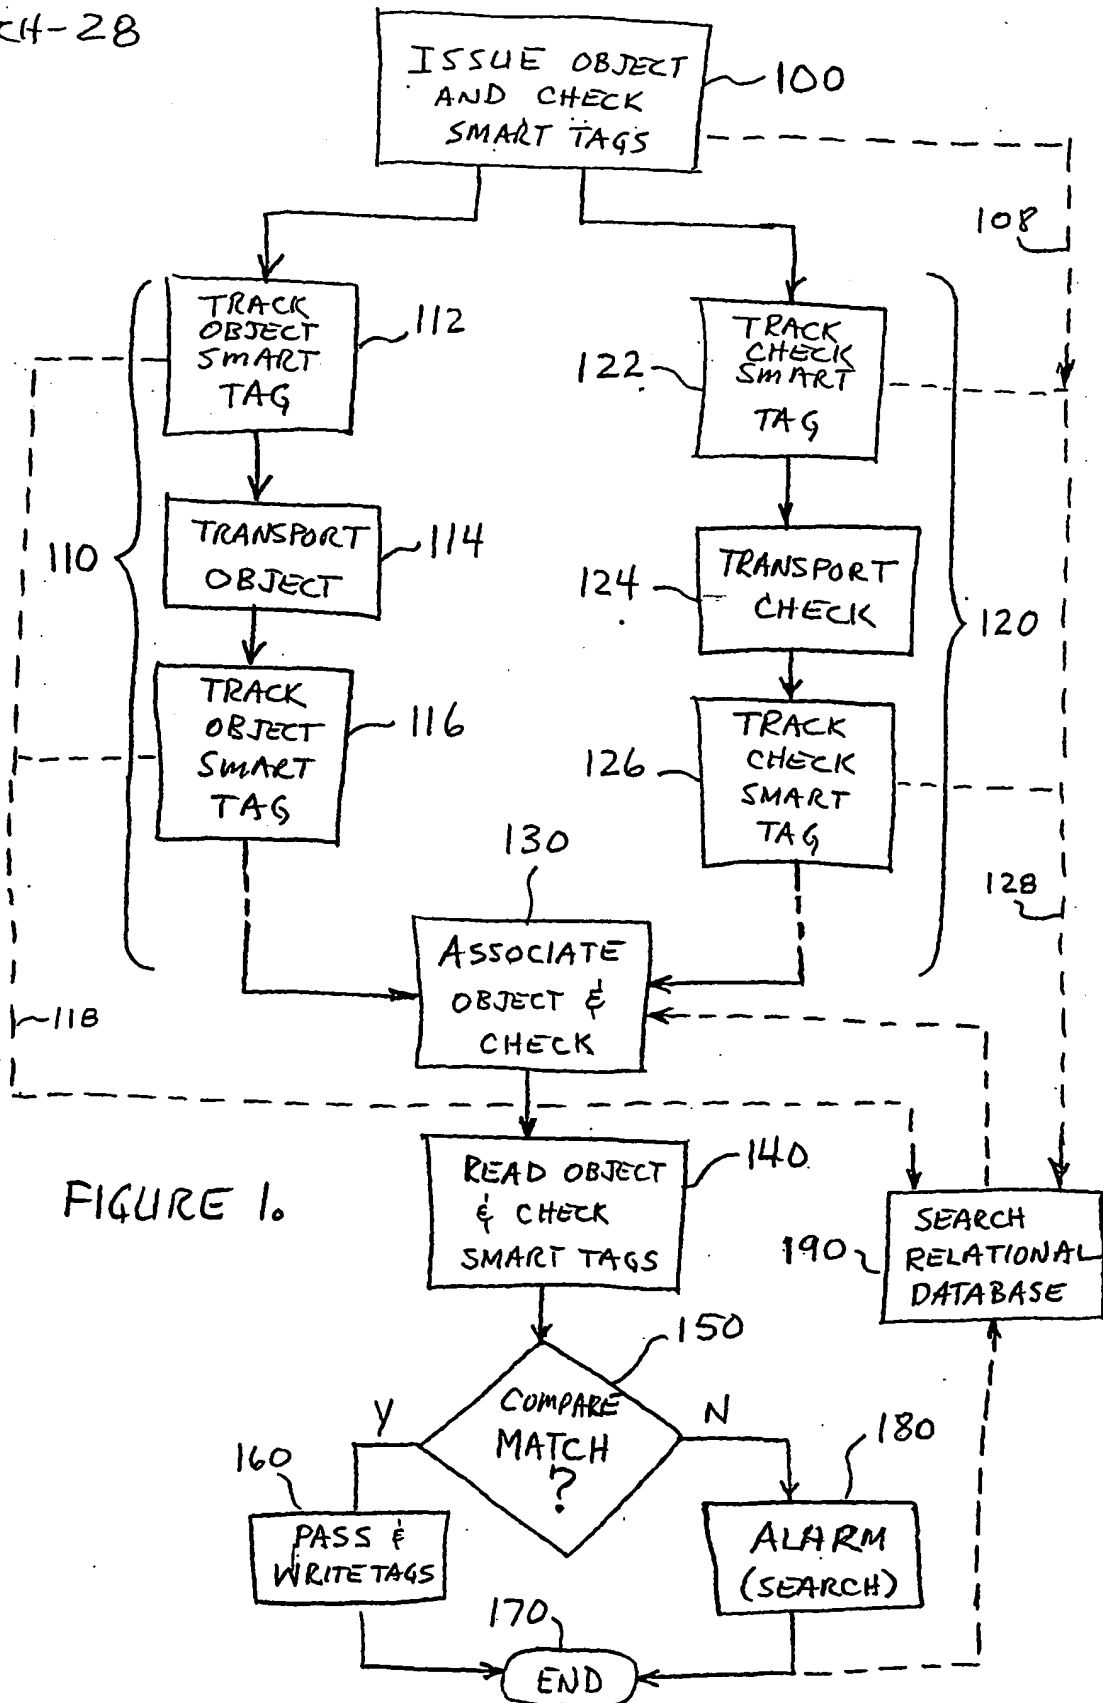 CH-28
ISSUE OBJECT
AND CHECK
SMART TAGS
100
108
TRACK
OBJECT
SMART
TAG
112
122
TRACK
CHECK
SMART
TAG
110
TRANSPORT
OBJECT
114
124
TRANSPORT
CHECK
120
TRACK
OBJECT
SMART
TAG
116
126
TRACK
CHECK
SMART
TAG
130
128
ASSOCIATE
OBJECT &
CHECK
118
READ OBJECT
& CHECK
SMART TAGS
140
FIGURE 1.
190
SEARCH
RELATIONAL
DATABASE
150
COMPARE
MATCH
?
Y
N
160
180
PASS &
WRITE TAGS
ALARM
(SEARCH)
170
END